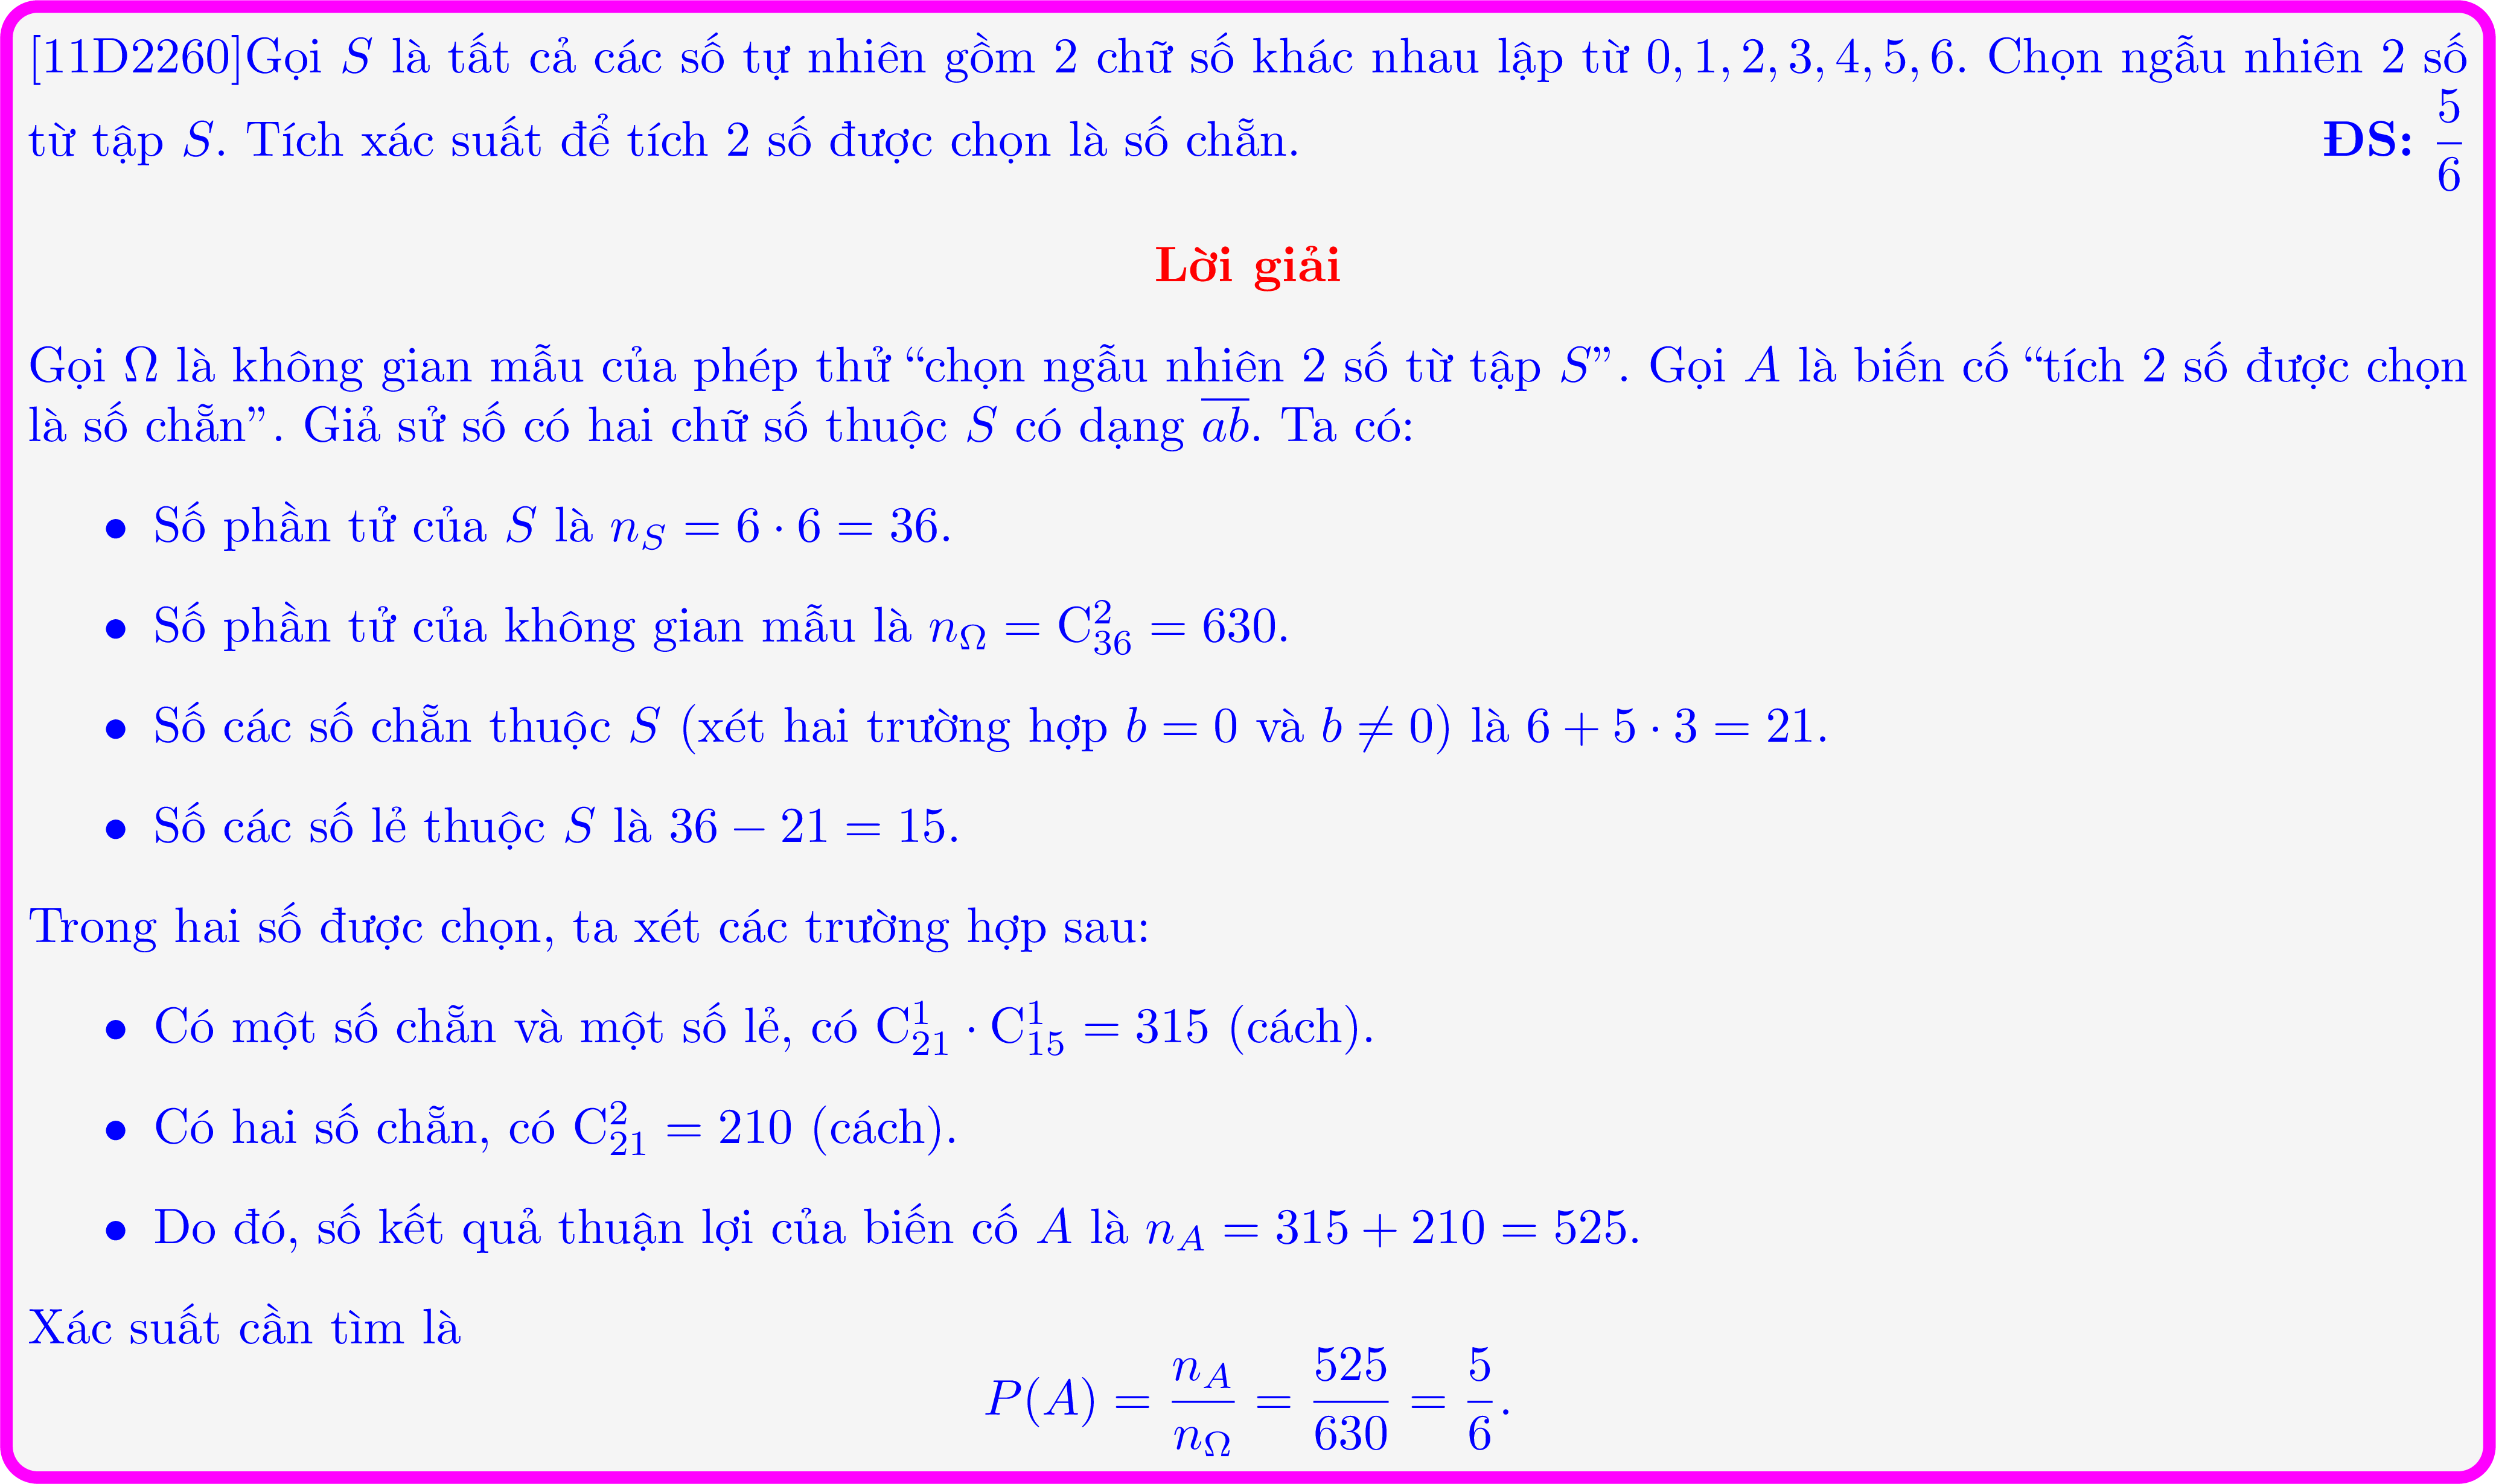 [11D2260]Gọi S là tất cả các số tự nhiên gồm 2 chữ số khác nhau lập từ 0, 1, 2, 3, 4, 5, 6. Chọn ngẫu nhiên 2 số
từ tập S. Tích xác suất để tích 2 số được chọn là số chẵn. ĐS: $\frac{5}{6}$
Lời giải
Gọi Ω là không gian mẫu của phép thử “chọn ngẫu nhiên 2 số từ tập S”. Gọi A là biến cố “tích 2 số được chọn
là số chẵn”. Giả sử số có hai chữ số thuộc S có dạng $\overline{ab}$. Ta có:
• Số phần tử của S là $n_S = 6 \cdot 6 = 36$.
• Số phần tử của không gian mẫu là $n_Ω = C_{36}^2 = 630$.
• Số các số chẵn thuộc S (xét hai trường hợp b = 0 và b ≠ 0) là $6 + 5 \cdot 3 = 21$.
• Số các số lẻ thuộc S là 36 − 21 = 15.
Trong hai số được chọn, ta xét các trường hợp sau:
• Có một số chẵn và một số lẻ, có $C_{21}^1 \cdot C_{15}^1 = 315$ (cách).
• Có hai số chẵn, có $C_{21}^2 = 210$ (cách).
• Do đó, số kết quả thuận lợi của biến cố A là $n_A = 315 + 210 = 525$.
Xác suất cần tìm là
$P(A) = \frac{n_A}{n_Ω} = \frac{525}{630} = \frac{5}{6}.$